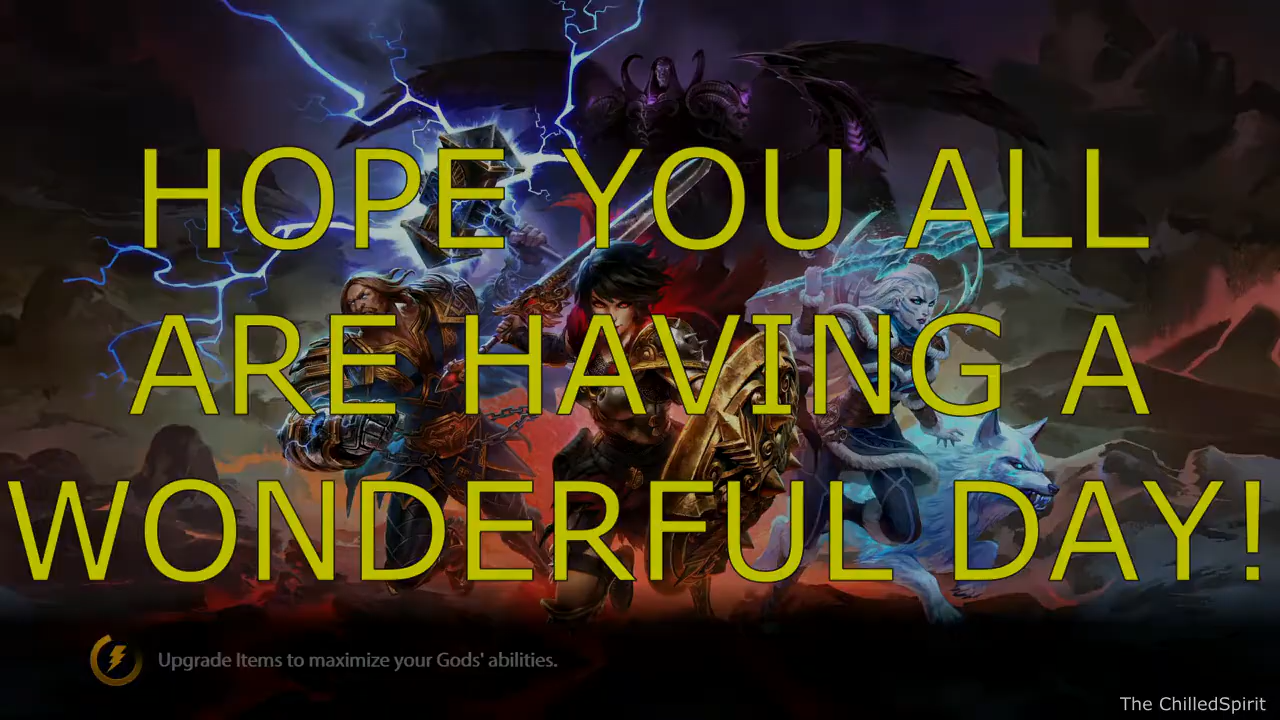 HOPE YOU ALL
ARE HAVING A
WONDERFUL DAY!
Upgrade Items to maximize your Gods' abilities.
The ChilledSpirit